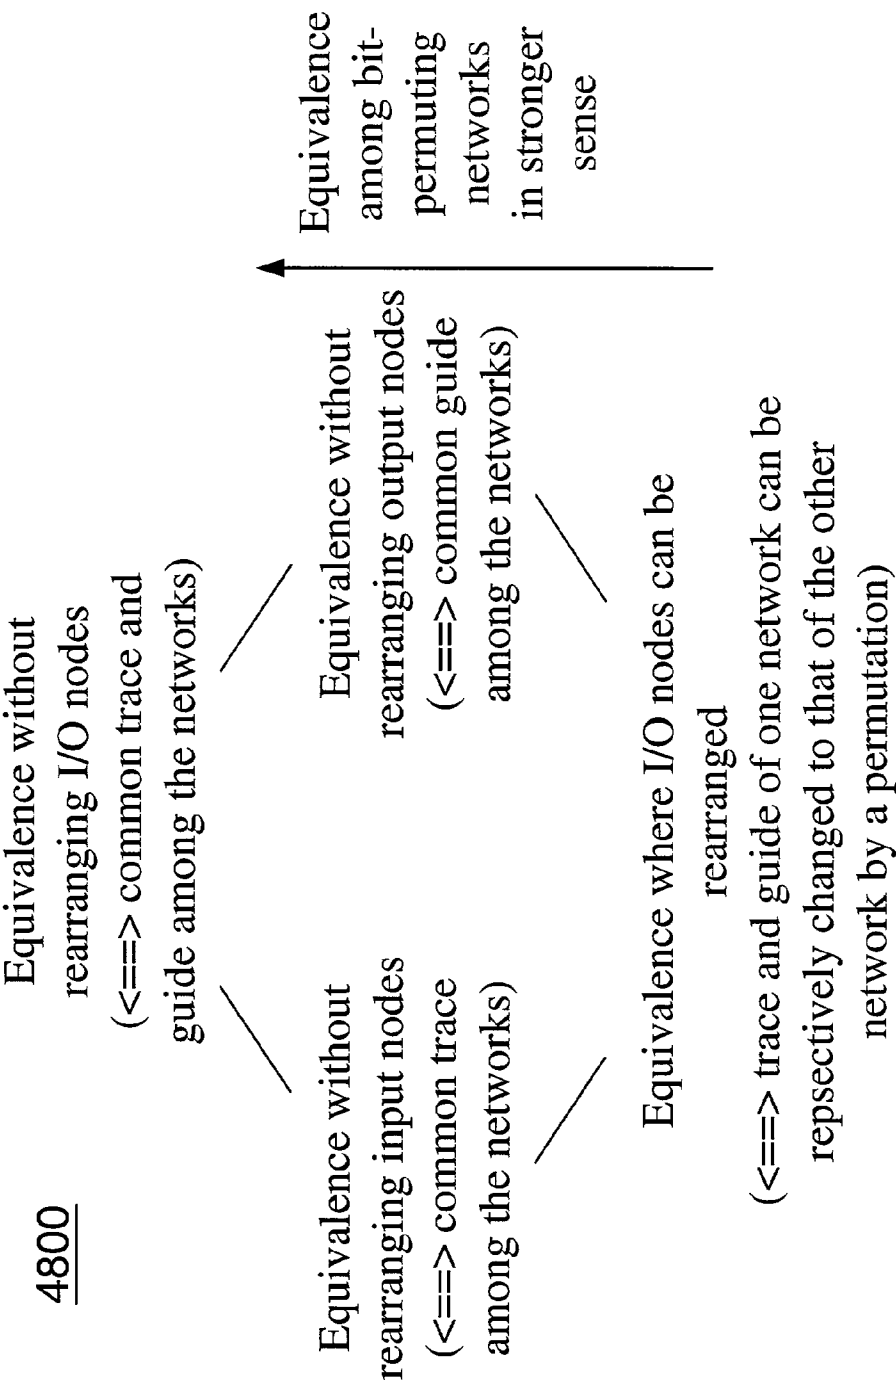 4800
Equivalence without
rearranging I/O nodes
(<==> common trace and
guide among the networks)
Equivalence without
rearranging input nodes
(<==> common trace
among the networks)
Equivalence without
rearranging output nodes
(<==> common guide
among the networks)
Equivalence where I/O nodes can be
rearranged
(<==> trace and guide of one network can be
repsectively changed to that of the other
network by a permutation)
Equivalence
among bit-
permuting
networks
in stronger
sense